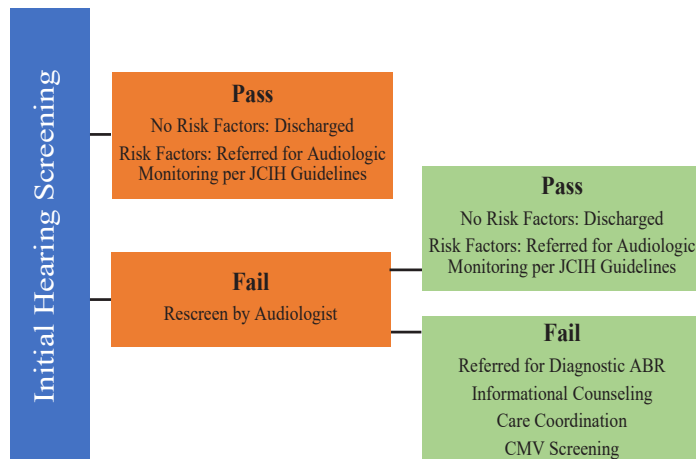 Initial Hearing Screening
Pass
No Risk Factors: Discharged
Risk Factors: Referred for Audiologic
Monitoring per JCIH Guidelines
Fail
Rescreen by Audiologist
Pass
No Risk Factors: Discharged
Risk Factors: Referred for Audiologic
Monitoring per JCIH Guidelines
Fail
Referred for Diagnostic ABR
Informational Counseling
Care Coordination
CMV Screening